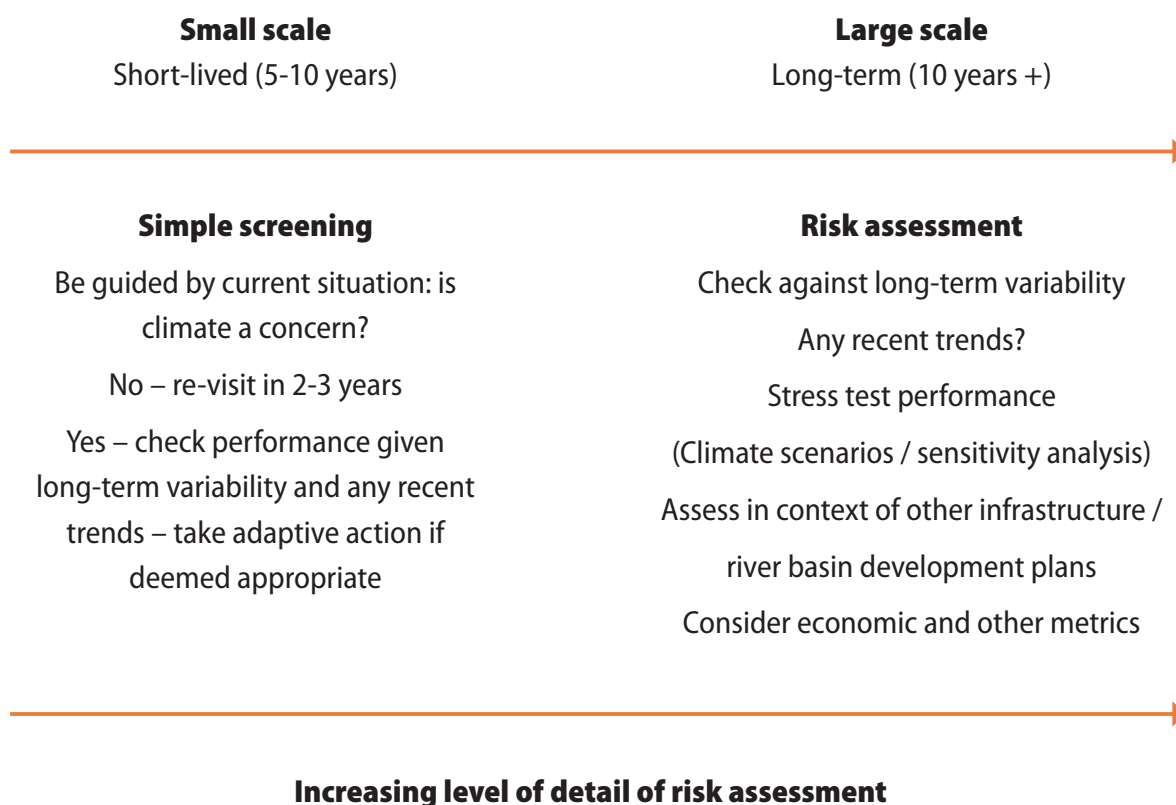 Small scale
Short-lived (5-10 years)
Large scale
Long-term (10 years +)
Simple screening
Be guided by current situation: is
climate a concern?
No – re-visit in 2-3 years
Yes – check performance given
long-term variability and any recent
trends – take adaptive action if
deemed appropriate
Risk assessment
Check against long-term variability
Any recent trends?
Stress test performance
(Climate scenarios / sensitivity analysis)
Assess in context of other infrastructure /
river basin development plans
Consider economic and other metrics
Increasing level of detail of risk assessment